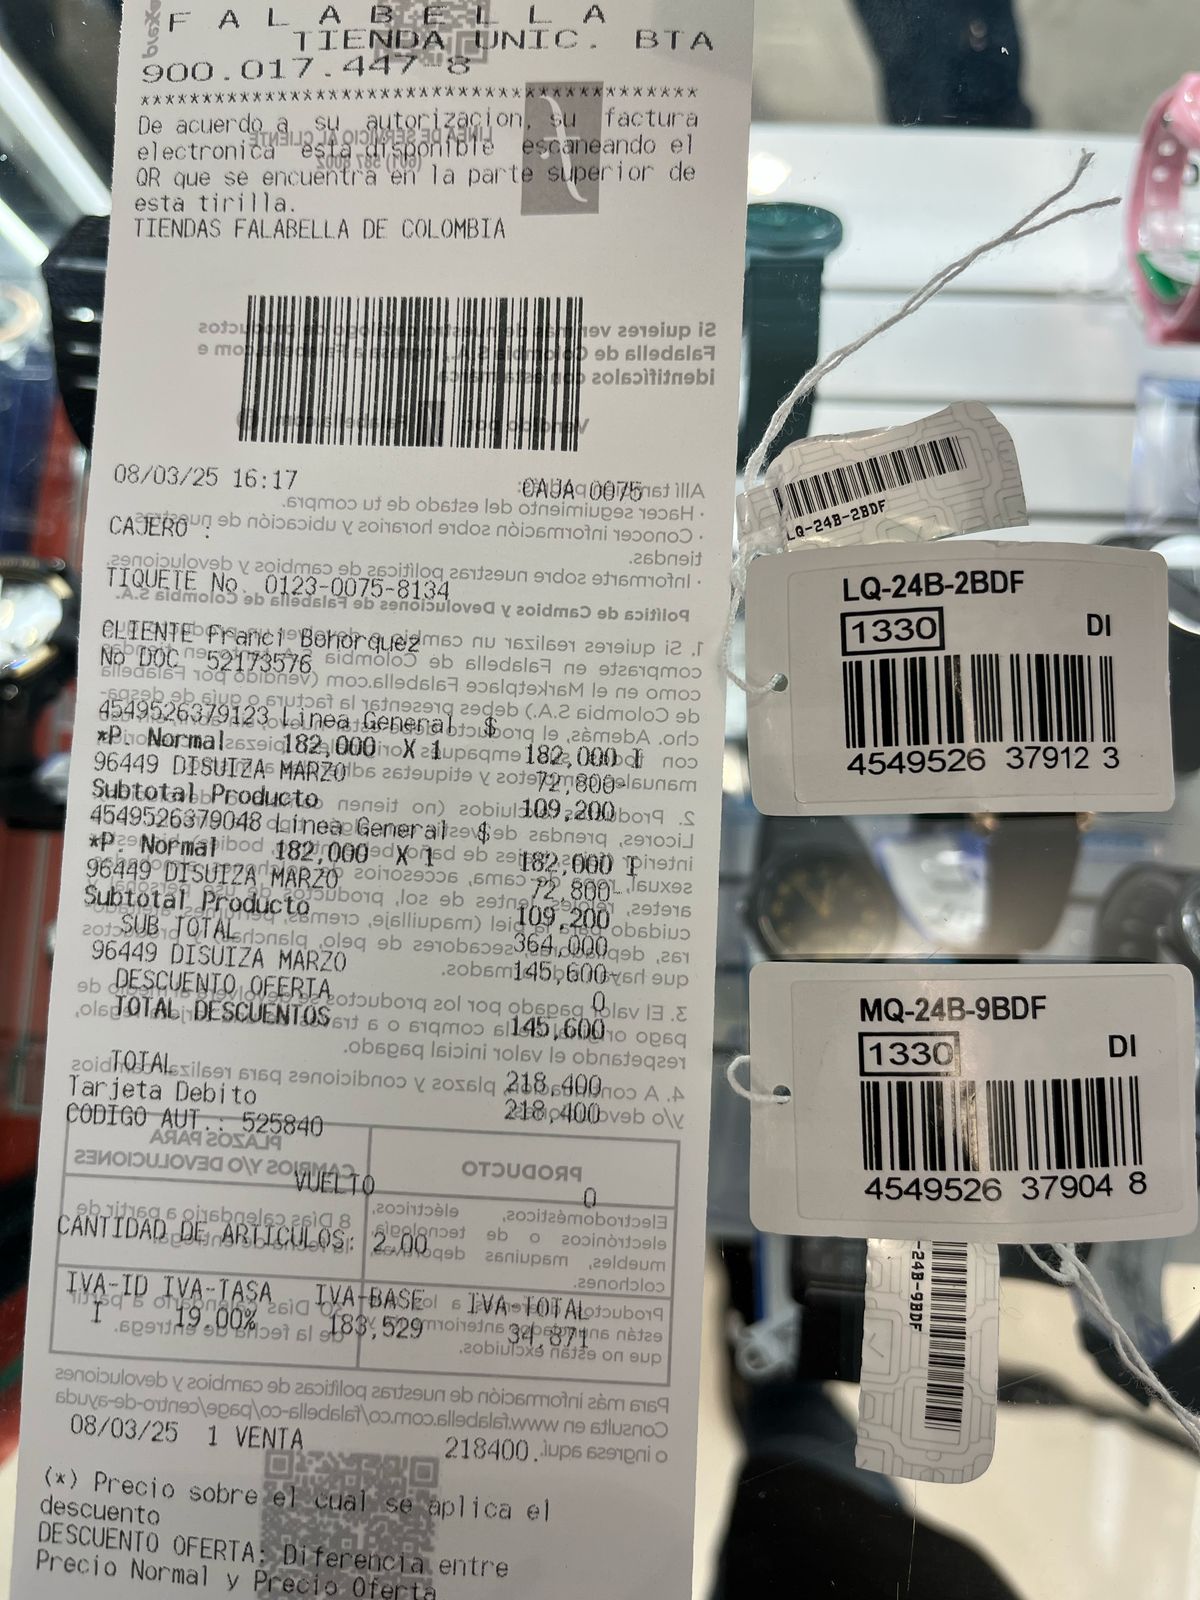 F A L A B E L L A
TIENDA UNIC. BTA
900.017.447 8
****************************************
De acuerdo a su autorizacion, su factura
electronica esta disponible escaneando el
QR que se encuentra en la parte superior de
esta tirilla.
TIENDAS FALABELLA DE COLOMBIA
08/03/25 16:17 CAJA 0075
CAJERO :
TIQUETE No. 0123-0075-8134
CLIENTE Franci Bohorquez
No DOC 52173576
4549526379123 Linea General $
*P. Normal 182,000 X 1 182,000 I
96449 DISUIZA MARZO 72,800-
Subtotal Producto 109,200
4549526379048 Linea General $
*P. Normal 182,000 X 1 182,000 I
96449 DISUIZA MARZO 72,800-
Subtotal Producto 109,200
SUB TOTAL 364,000
96449 DISUIZA MARZO 145,600-
DESCUENTO OFERTA 0
TOTAL DESCUENTOS 145,600
TOTAL 218,400
Tarjeta Debito 218,400
CODIGO AUT.: 525840
VUELTO 0
CANTIDAD DE ARTICULOS: 2.00
IVA-ID IVA-TASA IVA-BASE IVA-TOTAL
I 19.00% 183,529 34,871
08/03/25 1 VENTA 218400.
(*) Precio sobre el cual se aplica el
descuento
DESCUENTO OFERTA: Diferencia entre
Precio Normal y Precio Oferta
LQ-24B-2BDF
LQ-24B-2BDF
1330 DI
4549526 37912 3
MQ-24B-9BDF
1330 DI
4549526 37904 8
-24B-9BDF